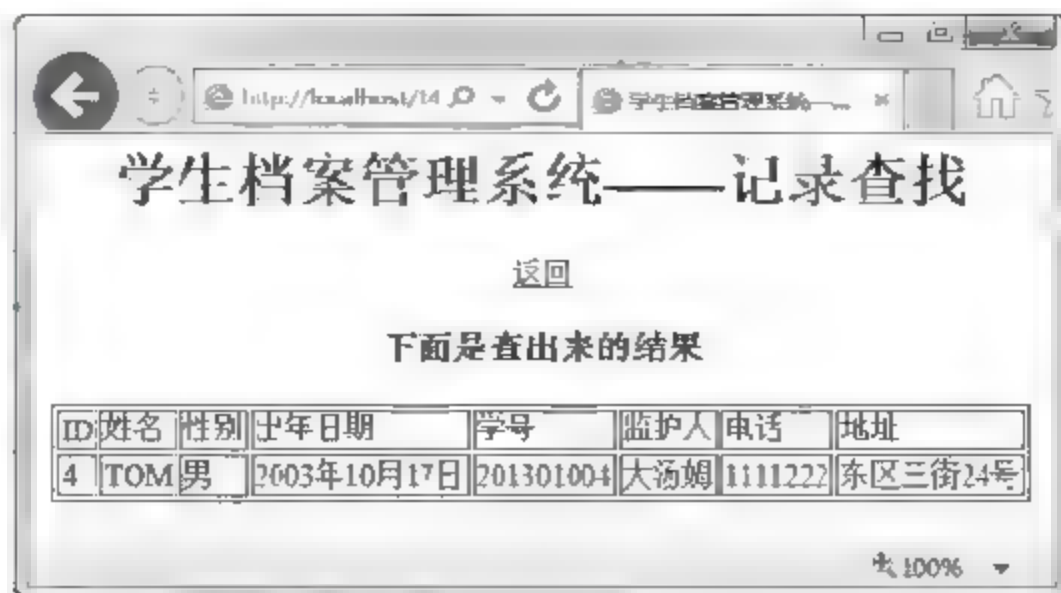 http://localhost/14
学生档案管理系统—...
学生档案管理系统——记录查找
返回
下面是查出来的结果
ID 姓名 性别 出年日期 学号 监护人 电话 地址
4 TOM 男 2003年10月17日 201301004 大汤姆 1111222 东区三街24号
100%